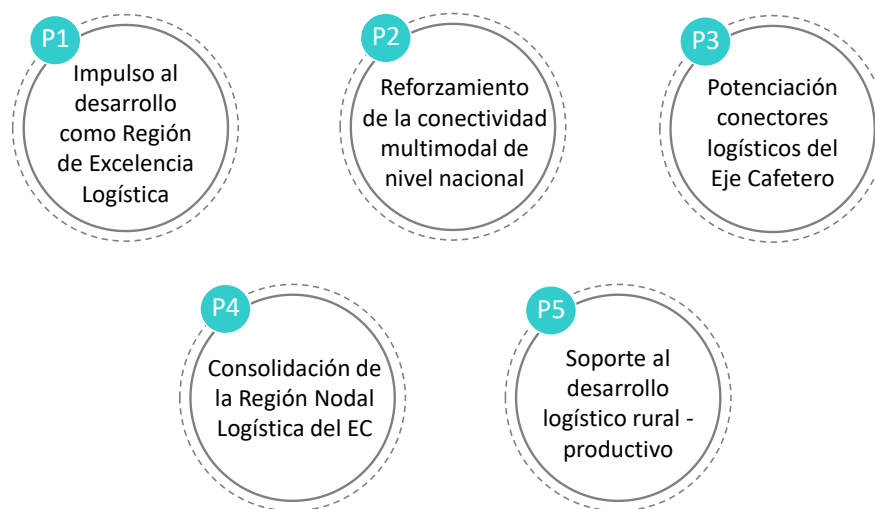 P1
Impulso al
desarrollo
como Región
de Excelencia
Logística
P2
Reforzamiento
de la conectividad
multimodal de
nivel nacional
P3
Potenciación
conectores
logísticos del
Eje Cafetero
P4
Consolidación de
la Región Nodal
Logística del EC
P5
Soporte al
desarrollo
logístico rural -
productivo